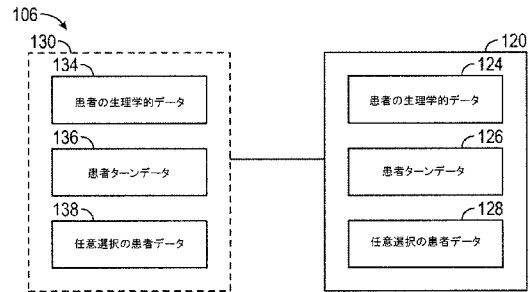 106
130
134
患者の生理学的データ
136
患者ターンデータ
138
任意選択の患者データ
120
124
患者の生理学的データ
126
患者ターンデータ
128
任意選択の患者データ